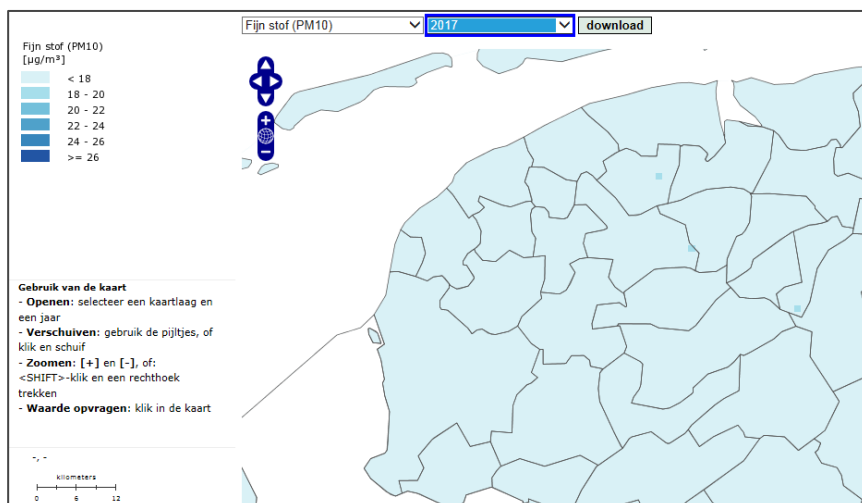 Fijn stof (PM10)
2017
download
Fijn stof (PM10)
[µg/m³]
< 18
18 - 20
20 - 22
22 - 24
24 - 26
>= 26
+
−
Gebruik van de kaart
- Openen: selecteer een kaartlaag en
een jaar
- Verschuiven: gebruik de pijltjes, of
klik en schuif
- Zoomen: [+] en [-], of:
<SHIFT>-klik en een rechthoek
trekken
- Waarde opvragen: klik in de kaart
-, -
kilometers
0 6 12